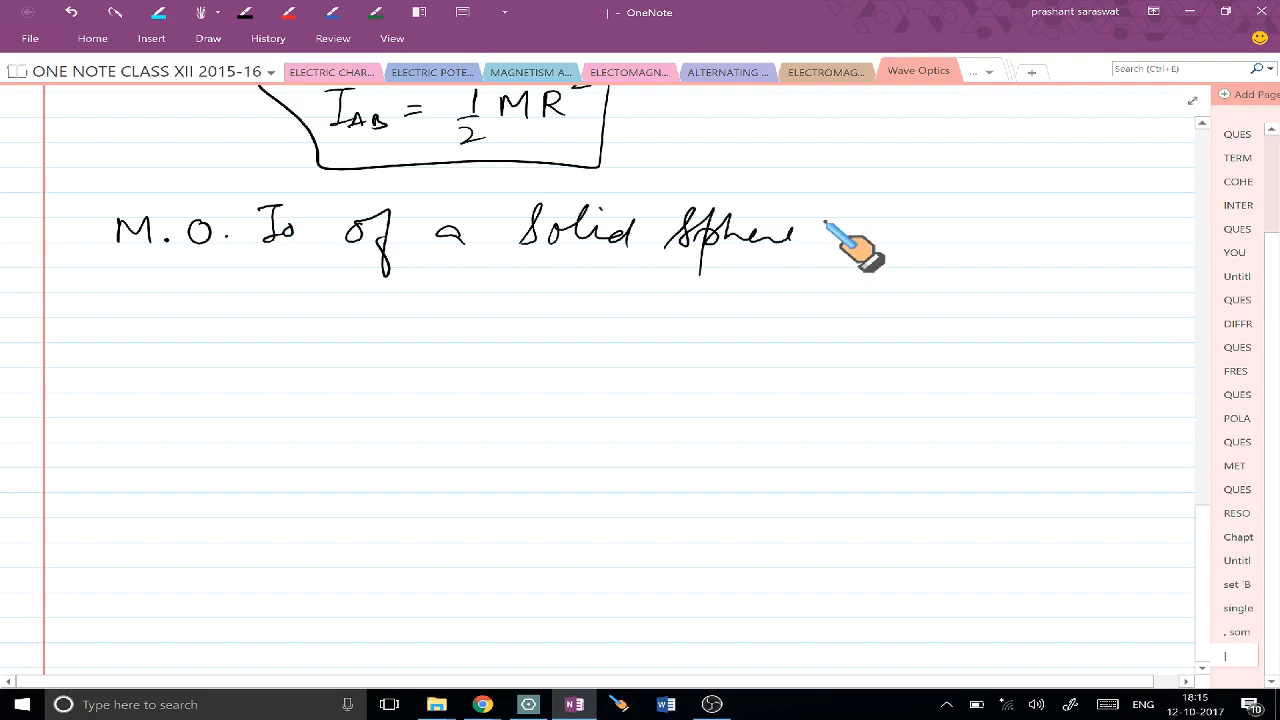 | - OneNote
prashant saraswat
File Home Insert Draw History Review View
ONE NOTE CLASS XII 2015-16 ELECTRIC CHAR... ELECTRIC POTE... MAGNETISM A... ELECTOMAGN... ALTERNATING ... ELECTROMAG... Wave Optics ... Search (Ctrl+E)
Add Page
I_AB = 1/2 MR²
M.O.I. of a Solid Sphere
QUES
TERM
COHE
INTER
QUES
YOU
Untitl
QUES
DIFFR
QUES
FRES
QUES
POLA
QUES
MET
QUES
RESO
Chapt
Untitl
set 'B
single
, som
Type here to search
ENG
18:15
12-10-2017
10